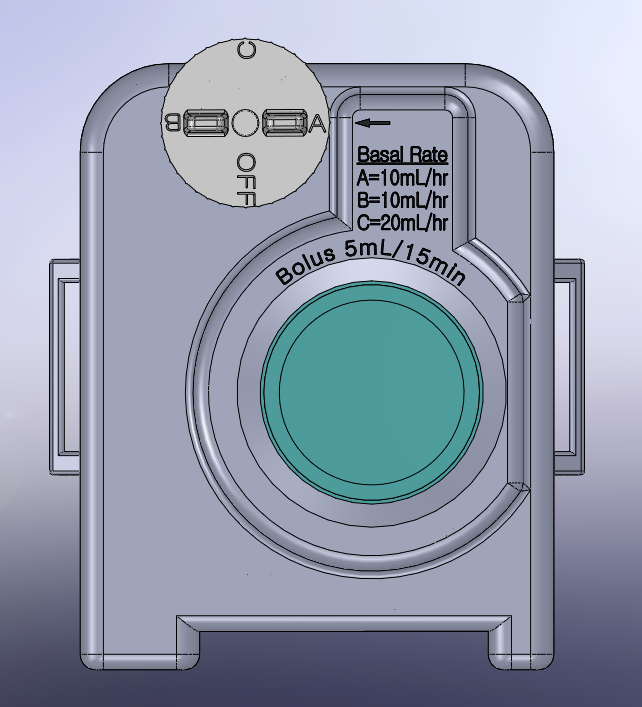 C
B
A
OFF
Basal Rate
A=10mL/hr
B=10mL/hr
C=20mL/hr
Bolus 5mL/15min